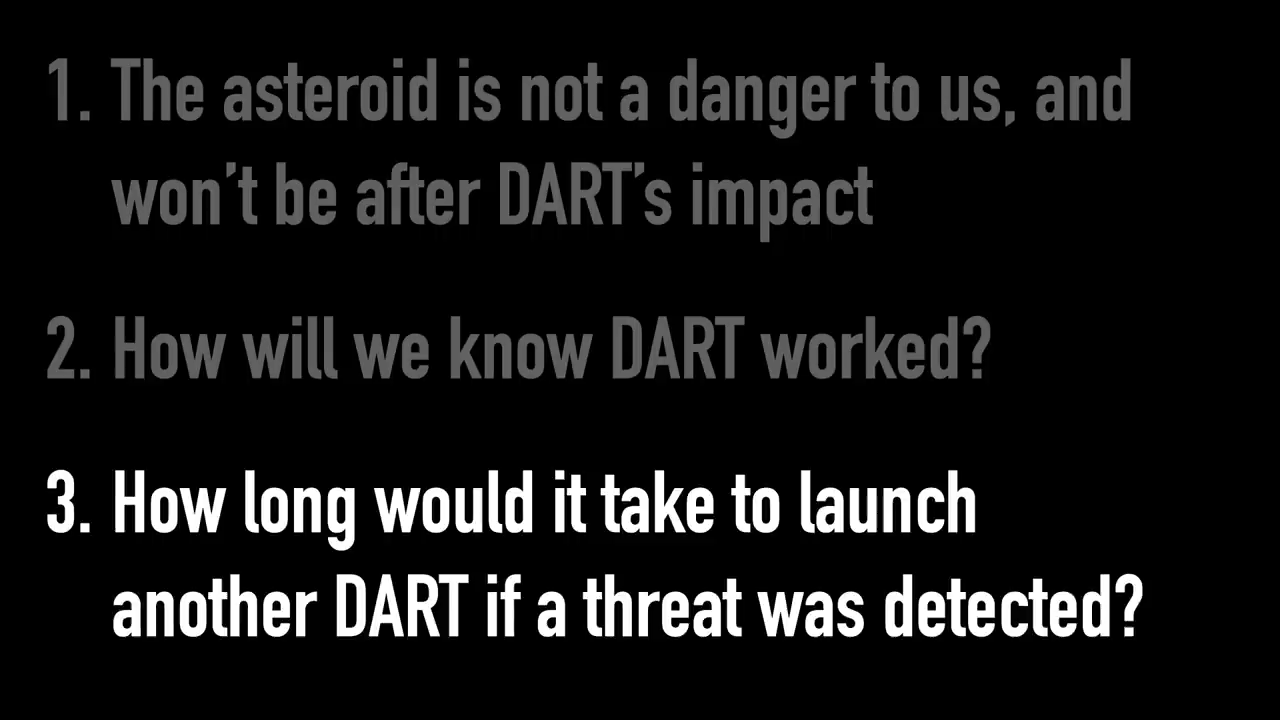 1. The asteroid is not a danger to us, and
won’t be after DART’s impact
2. How will we know DART worked?
3. How long would it take to launch
another DART if a threat was detected?